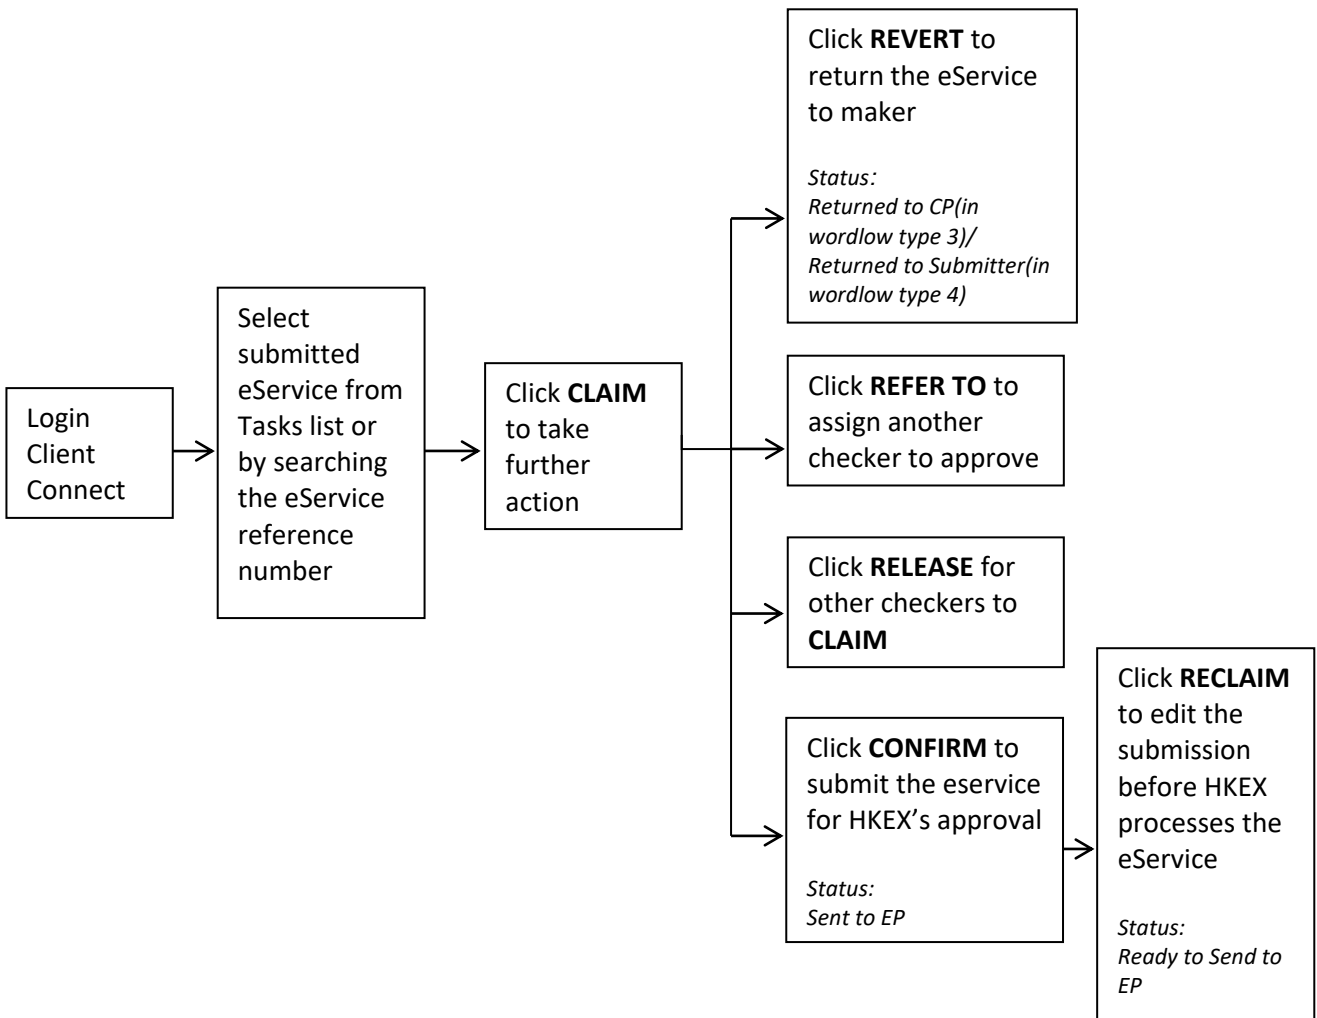 Login
Client
Connect
Select
submitted
eService from
Tasks list or
by searching
the eService
reference
number
Click CLAIM
to take
further
action
Click REVERT to
return the eService
to maker
Status:
Returned to CP(in
wordlow type 3)/
Returned to Submitter(in
wordlow type 4)
Click REFER TO to
assign another
checker to approve
Click RELEASE for
other checkers to
CLAIM
Click CONFIRM to
submit the eservice
for HKEX’s approval
Status:
Sent to EP
Click RECLAIM
to edit the
submission
before HKEX
processes the
eService
Status:
Ready to Send to
EP